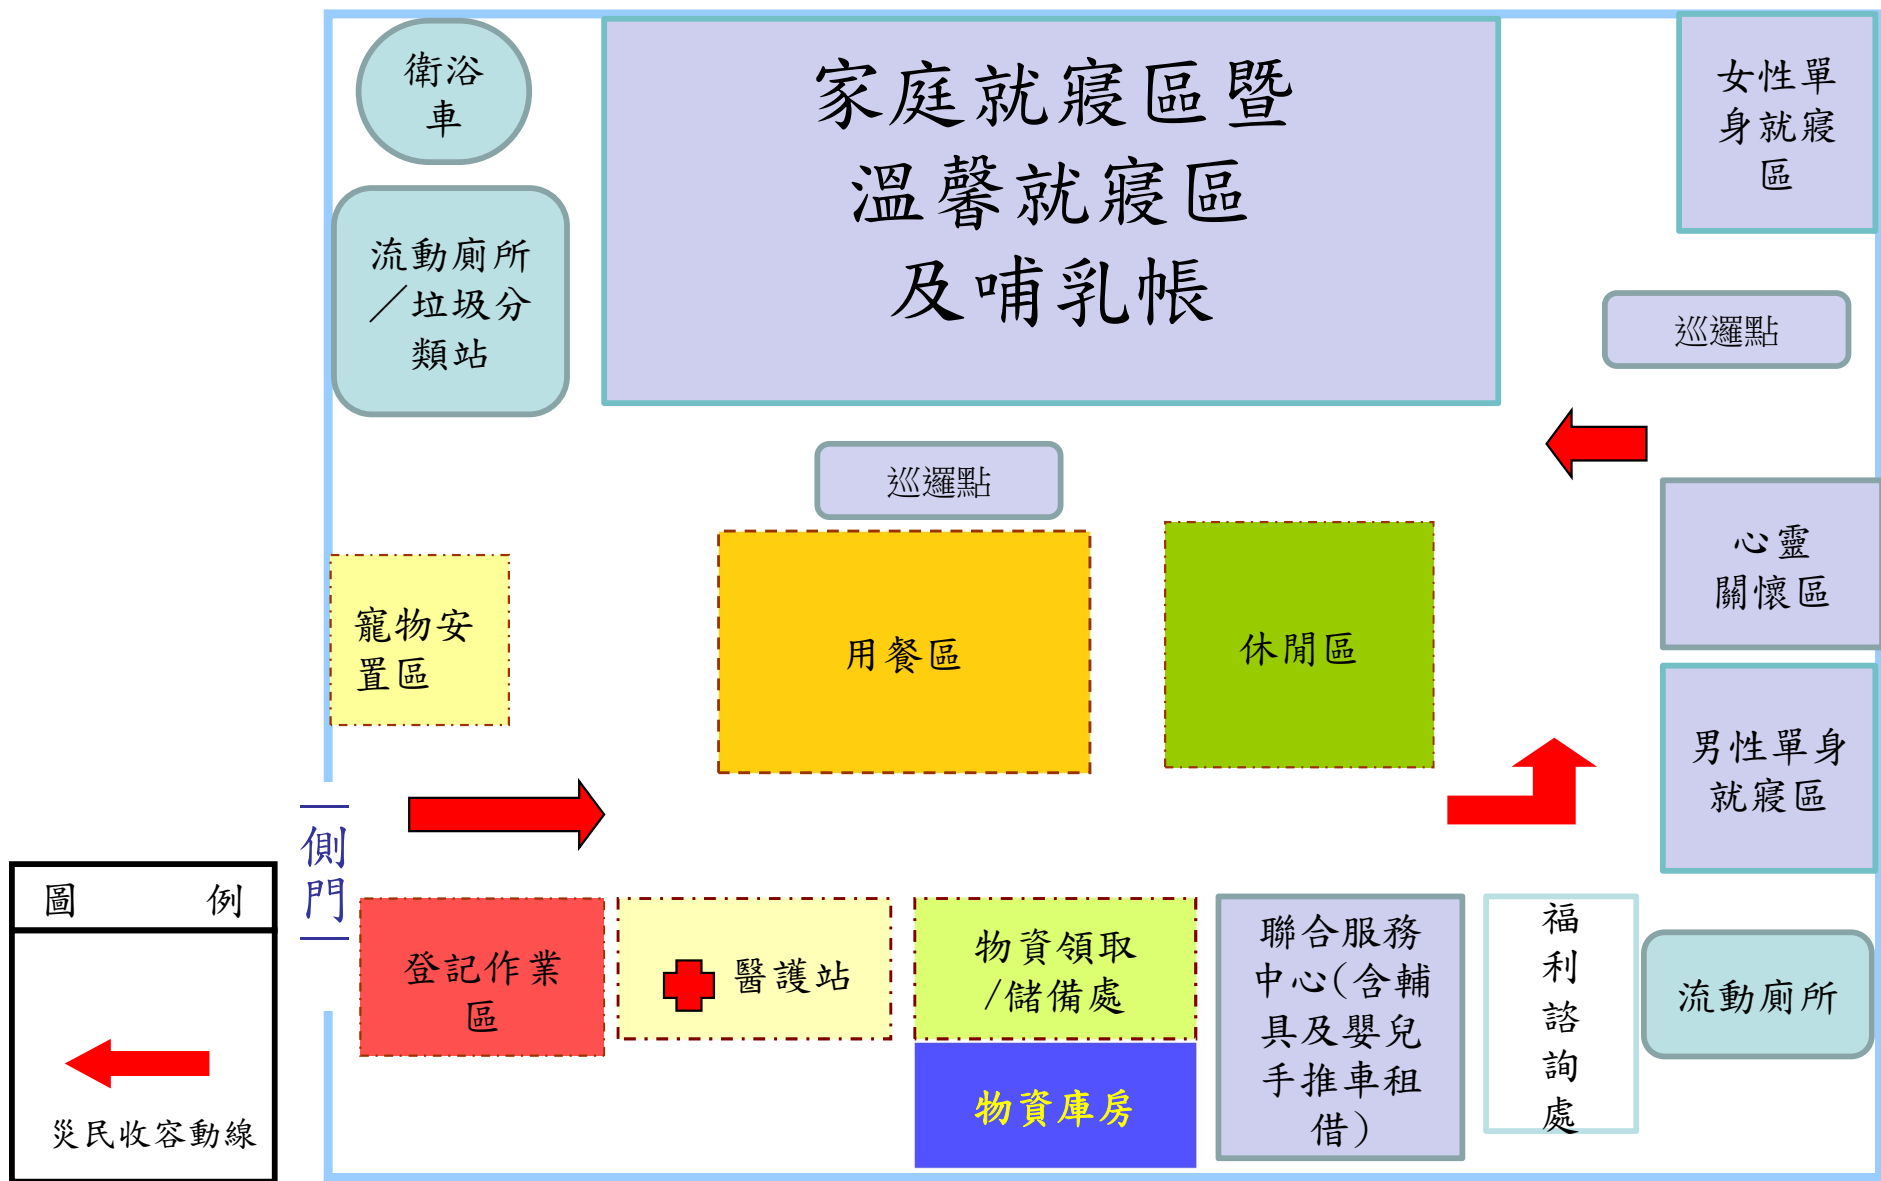 衛浴
車
家庭就寢區暨
溫馨就寢區
及哺乳帳
女性單
身就寢
區
流動廁所
／垃圾分
類站
巡邏點
巡邏點
心靈
關懷區
寵物安
置區
用餐區
休閒區
男性單身
就寢區
側
門
圖 例
災民收容動線
登記作業
區
醫護站
物資領取
/儲備處
物資庫房
聯合服務
中心(含輔
具及嬰兒
手推車租
借)
福
利
諮
詢
處
流動廁所